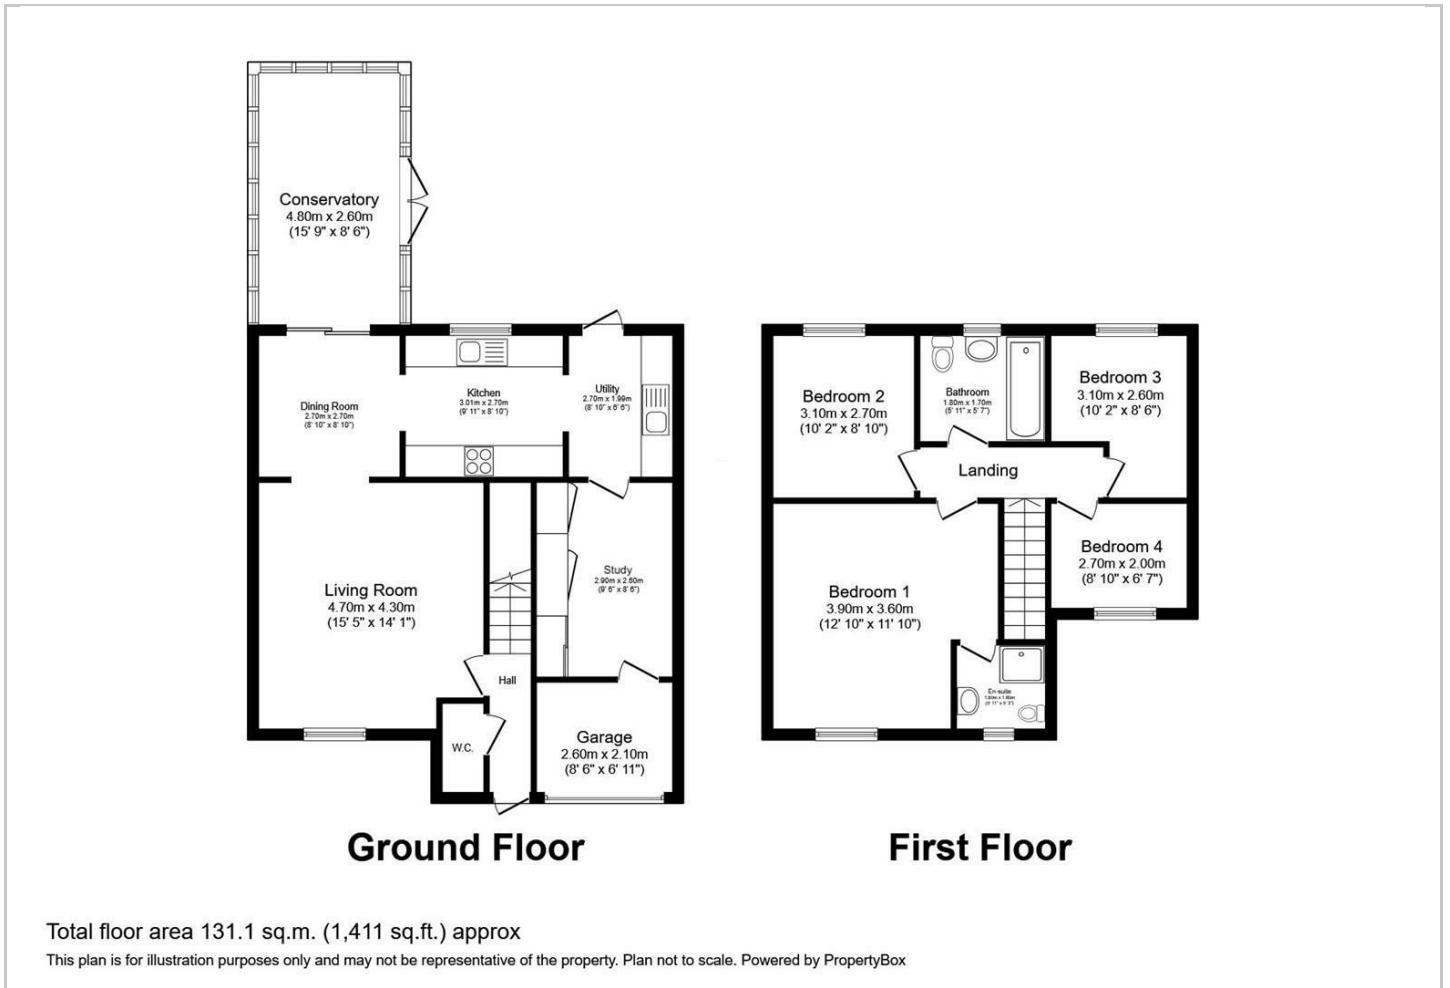 Conservatory
4.80m x 2.60m
(15' 9" x 8' 6")
Dining Room
2.70m x 2.70m
(8' 10" x 8' 10")
Kitchen
3.01m x 2.70m
(9' 11" x 8' 10")
Utility
2.70m x 1.99m
(8' 10" x 6' 6")
Living Room
4.70m x 4.30m
(15' 5" x 14' 1")
Study
2.90m x 2.60m
(9' 6" x 8' 6")
Hall
W.C.
Garage
2.60m x 2.10m
(8' 6" x 6' 11")
Ground Floor
Bedroom 2
3.10m x 2.70m
(10' 2" x 8' 10")
Bathroom
1.80m x 1.70m
(5' 11" x 5' 7")
Bedroom 3
3.10m x 2.60m
(10' 2" x 8' 6")
Landing
Bedroom 1
3.90m x 3.60m
(12' 10" x 11' 10")
Bedroom 4
2.70m x 2.00m
(8' 10" x 6' 7")
En-suite
First Floor
Total floor area 131.1 sq.m. (1,411 sq.ft.) approx
This plan is for illustration purposes only and may not be representative of the property. Plan not to scale. Powered by PropertyBox